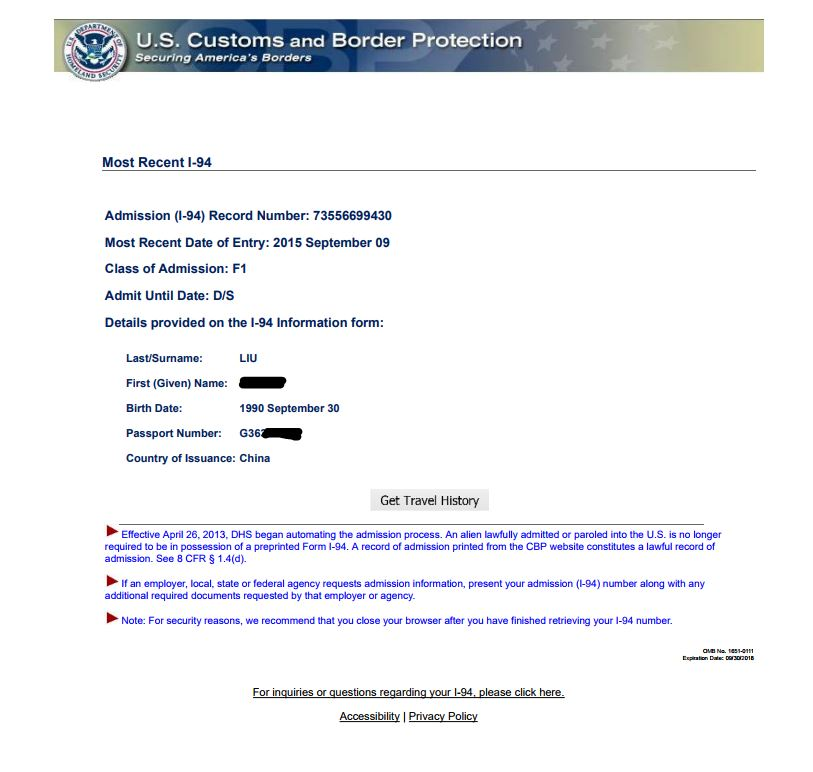 U.S. Customs and Border Protection
Securing America's Borders
Most Recent I-94
Admission (I-94) Record Number: 73556699430
Most Recent Date of Entry: 2015 September 09
Class of Admission: F1
Admit Until Date: D/S
Details provided on the I-94 Information form:
Last/Surname: LIU
First (Given) Name:
Birth Date: 1990 September 30
Passport Number: G362
Country of Issuance: China
Get Travel History
Effective April 26, 2013, DHS began automating the admission process. An alien lawfully admitted or paroled into the U.S. is no longer
required to be in possession of a preprinted Form I-94. A record of admission printed from the CBP website constitutes a lawful record of
admission. See 8 CFR § 1.4(d).
If an employer, local, state or federal agency requests admission information, present your admission (I-94) number along with any
additional required documents requested by that employer or agency.
Note: For security reasons, we recommend that you close your browser after you have finished retrieving your I-94 number.
OMB No. 1651-0111
Expiration Date: 09/30/2018
For inquiries or questions regarding your I-94, please click here.
Accessibility | Privacy Policy